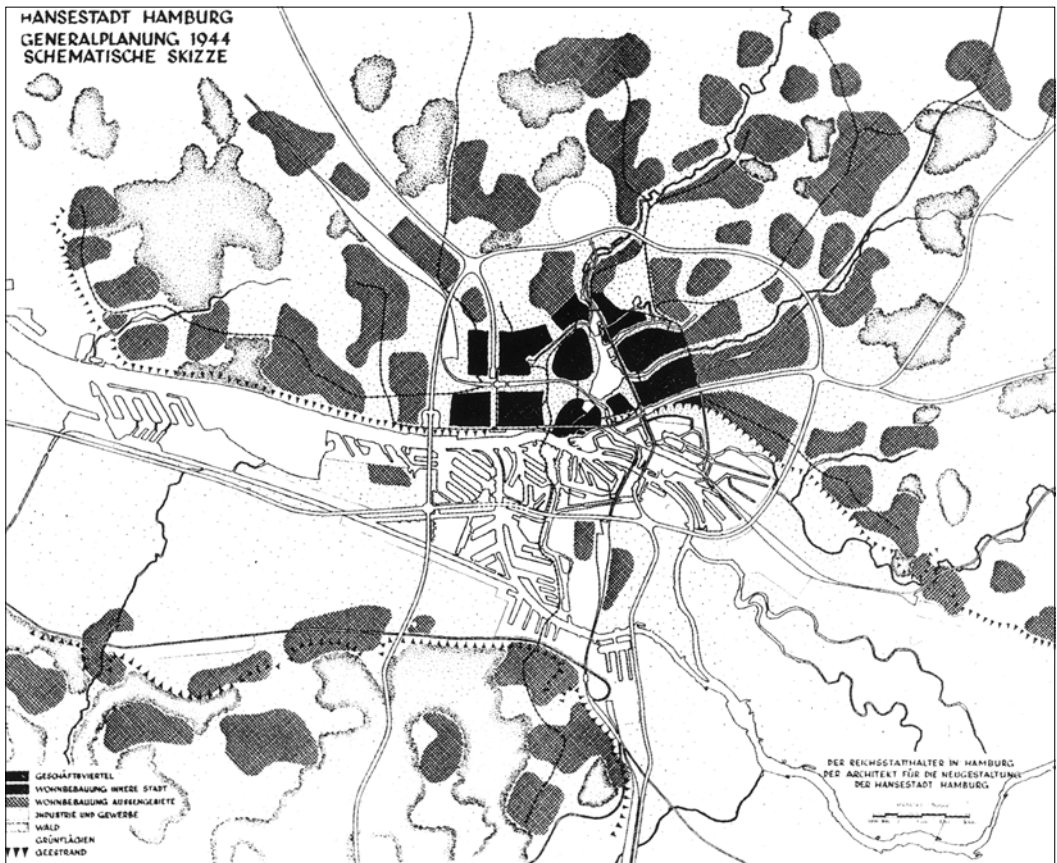 HANSESTADT HAMBURG
GENERALPLANUNG 1944
SCHEMATISCHE SKIZZE
GESCHÄFTSVIERTEL
WOHNBEBAUUNG INNERE STADT
WOHNBEBAUUNG AUSSENGEBIETE
INDUSTRIE UND GEWERBE
WALD
GRÜNFLÄCHEN
GEESTRAND
DER REICHSSTATTHALTER IN HAMBURG
DER ARCHITEKT FÜR DIE NEUGESTALTUNG
DER HANSESTADT HAMBURG